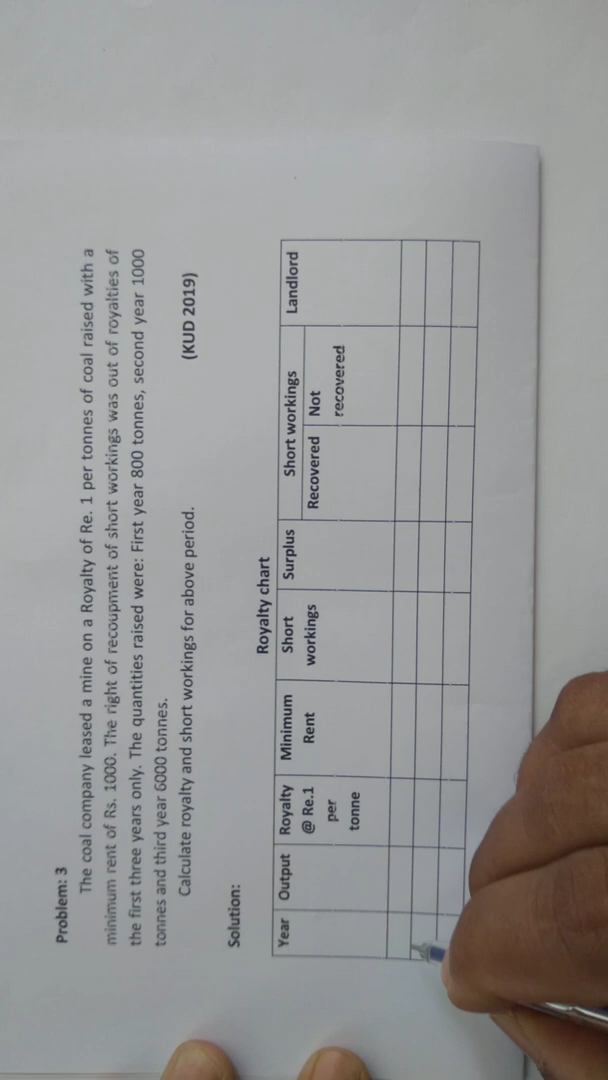 Problem: 3
The coal company leased a mine on a Royalty of Re. 1 per tonnes of coal raised with a
minimum rent of Rs. 1000. The right of recoupment of short workings was out of royalties of
the first three years only. The quantities raised were: First year 800 tonnes, second year 1000
tonnes and third year 6000 tonnes.
Calculate royalty and short workings for above period. (KUD 2019)
Solution:
Royalty chart
Year Output Royalty Minimum Short Surplus Short workings Landlord
@ Re.1 Rent workings Recovered Not
per recovered
tonne